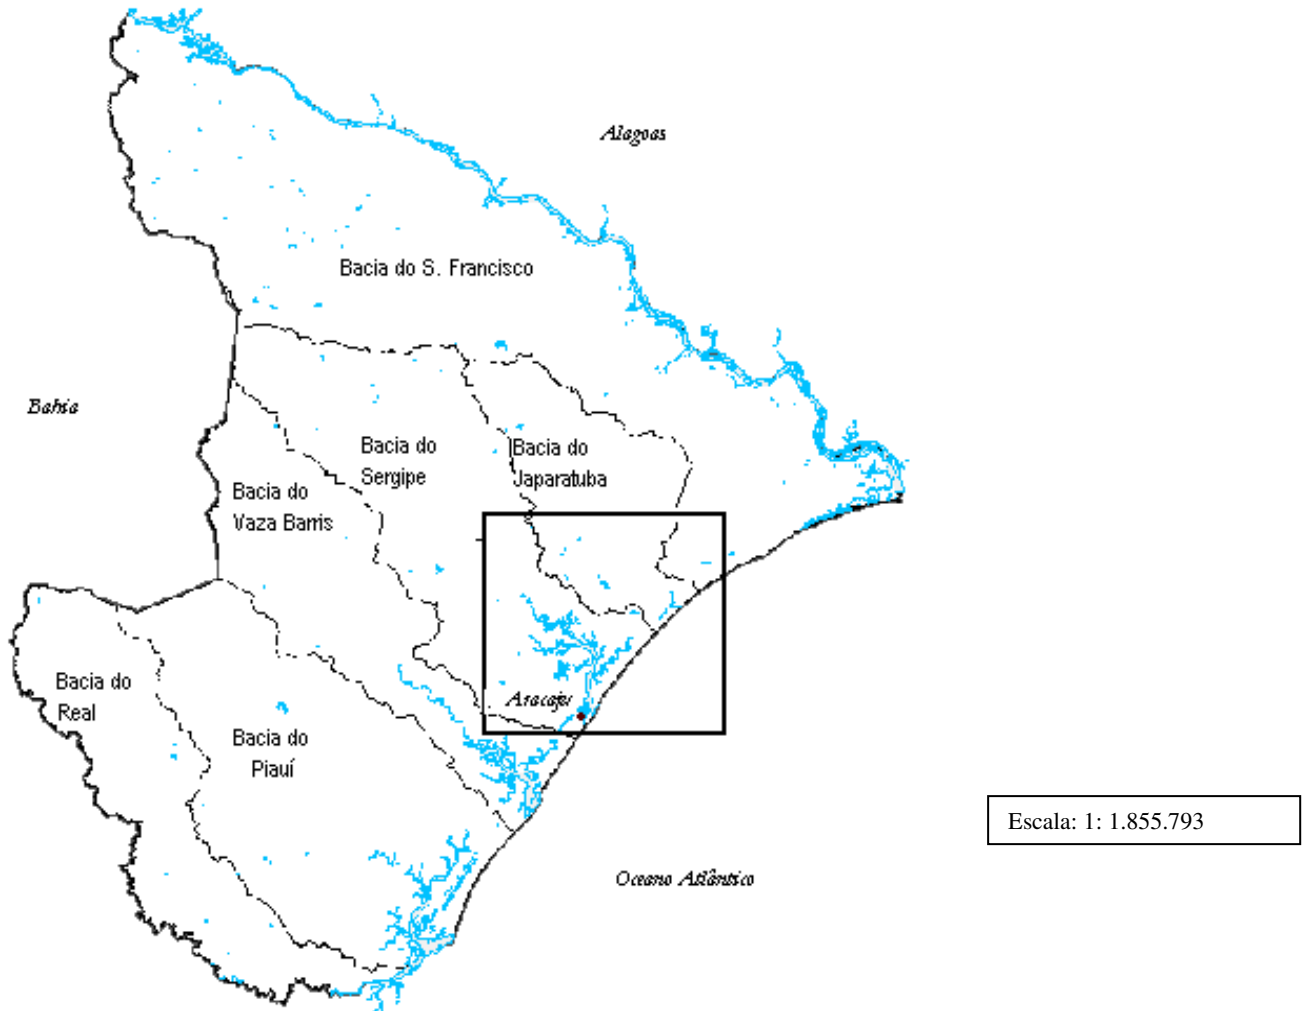 Alagoas
Bacia do S. Francisco
Bahia
Bacia do
Sergipe
Bacia do
Japaratuba
Bacia do
Vaza Barris
Bacia do
Real
Aracaju
Bacia do
Piauí
Escala: 1: 1.855.793
Oceano Atlântico